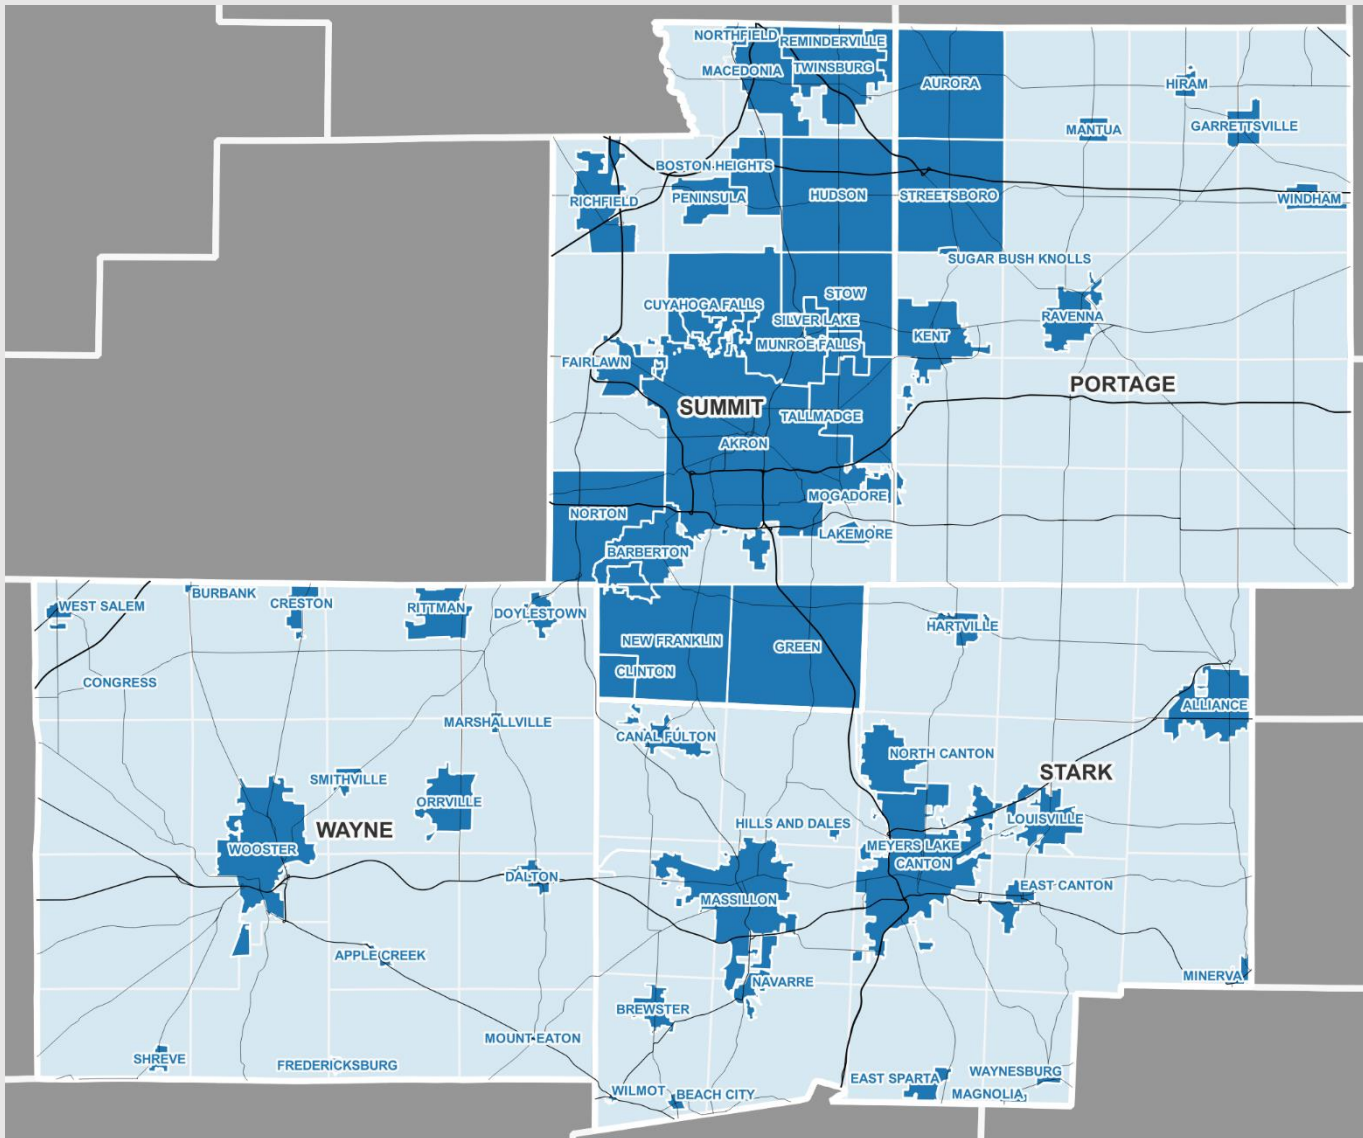 NORTHFIELD
REMINDERVILLE
MACEDONIA
TWINSBURG
AURORA
HIRAM
MANTUA
GARRETTSVILLE
BOSTON HEIGHTS
RICHFIELD
PENINSULA
HUDSON
STREETSBORO
WINDHAM
SUGAR BUSH KNOLLS
STOW
CUYAHOGA FALLS
SILVER LAKE
RAVENNA
MUNROE FALLS
KENT
FAIRLAWN
PORTAGE
SUMMIT
TALLMADGE
AKRON
MOGADORE
NORTON
LAKEMORE
BARBERTON
BURBANK
WEST SALEM
CRESTON
RITTMAN
DOYLESTOWN
HARTVILLE
NEW FRANKLIN
GREEN
CLINTON
CONGRESS
ALLIANCE
MARSHALLVILLE
CANAL FULTON
NORTH CANTON
STARK
SMITHVILLE
ORRVILLE
LOUISVILLE
HILLS AND DALES
WAYNE
WOOSTER
MEYERS LAKE
CANTON
DALTON
EAST CANTON
MASSILLON
APPLE CREEK
MINERVA
NAVARRE
BREWSTER
MOUNT EATON
SHREVE
FREDERICKSBURG
WAYNESBURG
EAST SPARTA
WILMOT
BEACH CITY
MAGNOLIA